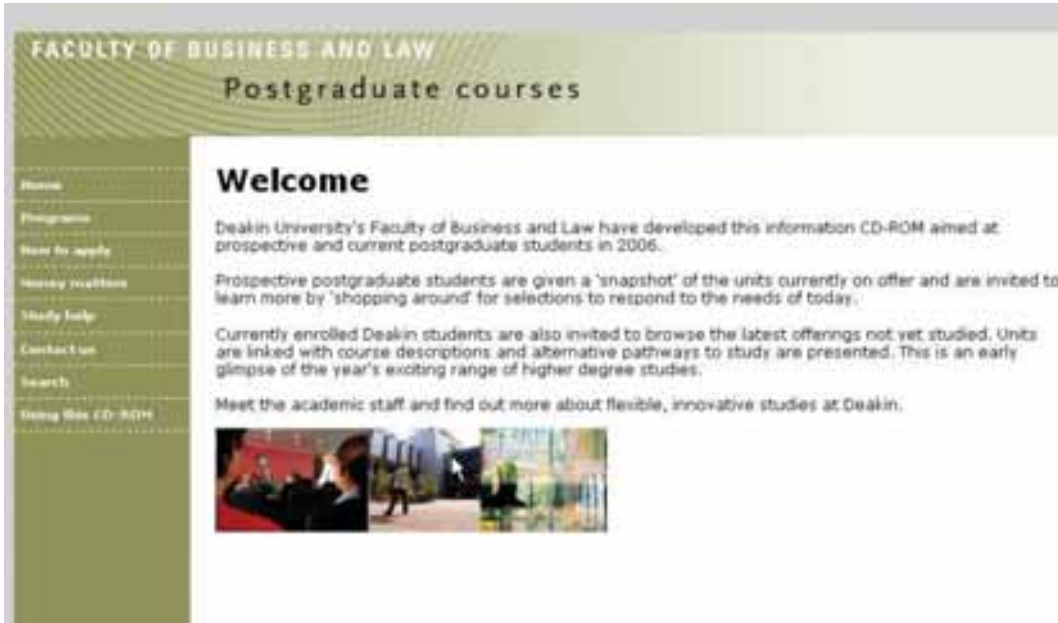 FACULTY OF BUSINESS AND LAW
Postgraduate courses
Home
Programs
How to apply
Money matters
Study help
Contact us
Search
Using this CD-ROM
Welcome
Deakin University's Faculty of Business and Law have developed this information CD-ROM aimed at
prospective and current postgraduate students in 2006.
Prospective postgraduate students are given a 'snapshot' of the units currently on offer and are invited to
learn more by 'shopping around' for selections to respond to the needs of today.
Currently enrolled Deakin students are also invited to browse the latest offerings not yet studied. Units
are linked with course descriptions and alternative pathways to study are presented. This is an early
glimpse of the year's exciting range of higher degree studies.
Meet the academic staff and find out more about flexible, innovative studies at Deakin.